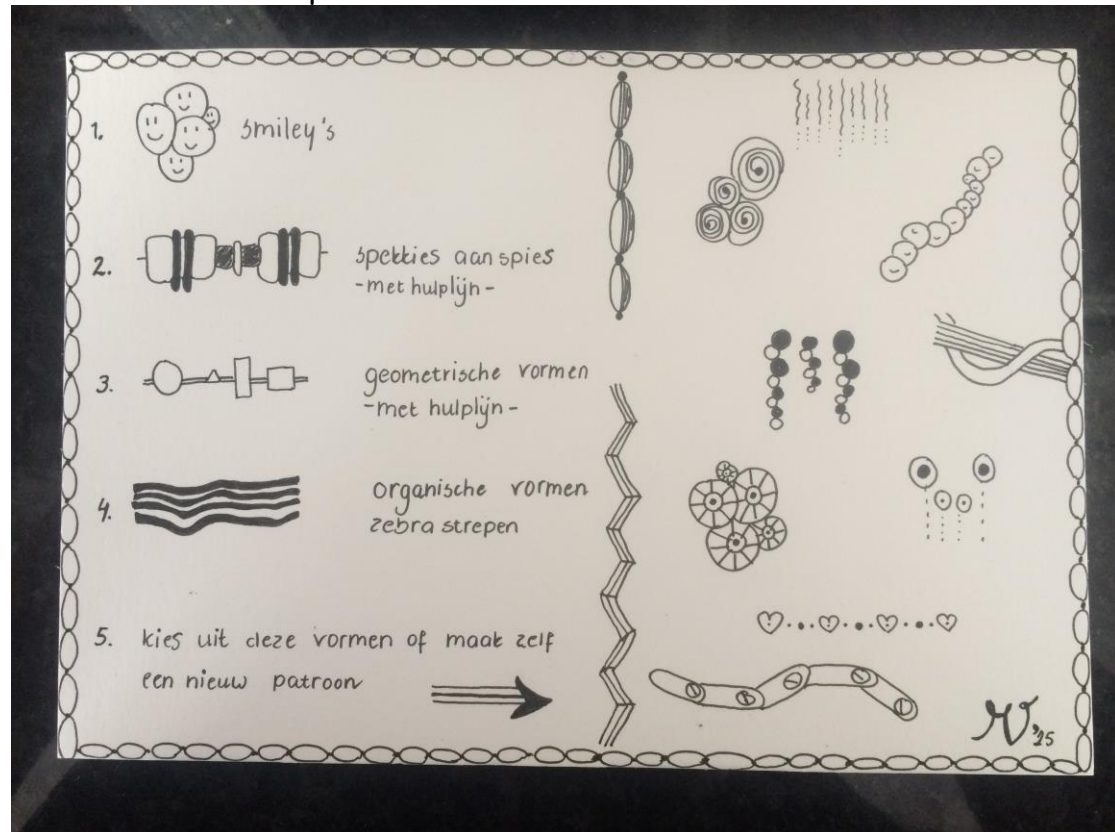 1. smiley's
2. spekkies aan spies
-met hulplijn-
3. geometrische vormen
-met hulplijn-
4. organische vormen
zebra strepen
5. kies uit deze vormen of maak zelf
een nieuw patroon
MV '25